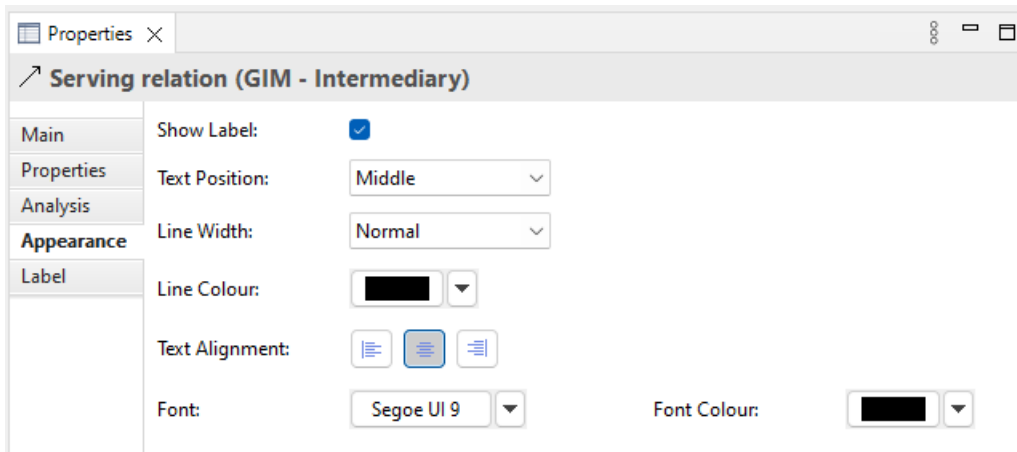 Properties
Serving relation (GIM - Intermediary)
Main
Properties
Analysis
Appearance
Label
Show Label:
Text Position: Middle
Line Width: Normal
Line Colour:
Text Alignment:
Font: Segoe UI 9 Font Colour: